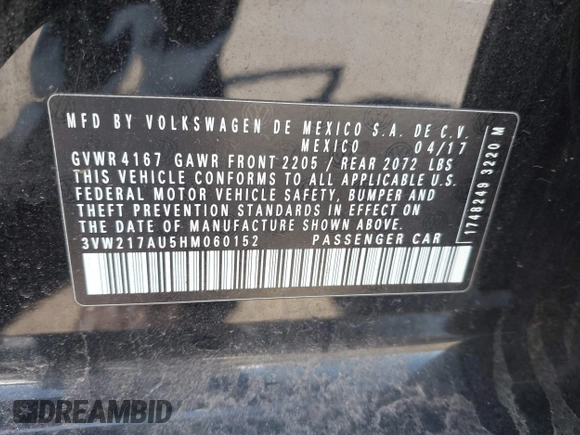 MFD BY VOLKSWAGEN DE MEXICO S.A. DE C.V.
MEXICO 04/17
GVWR 4167 GAWR FRONT 2205 / REAR 2072 LBS
THIS VEHICLE CONFORMS TO ALL APPLICABLE U.S.
FEDERAL MOTOR VEHICLE SAFETY, BUMPER AND
THEFT PREVENTION STANDARDS IN EFFECT ON
THE DATE OF MANUFACTURE SHOWN ABOVE.
3VW217AU5HM060152 PASSENGER CAR
1748249 3220 M
DREAMBID